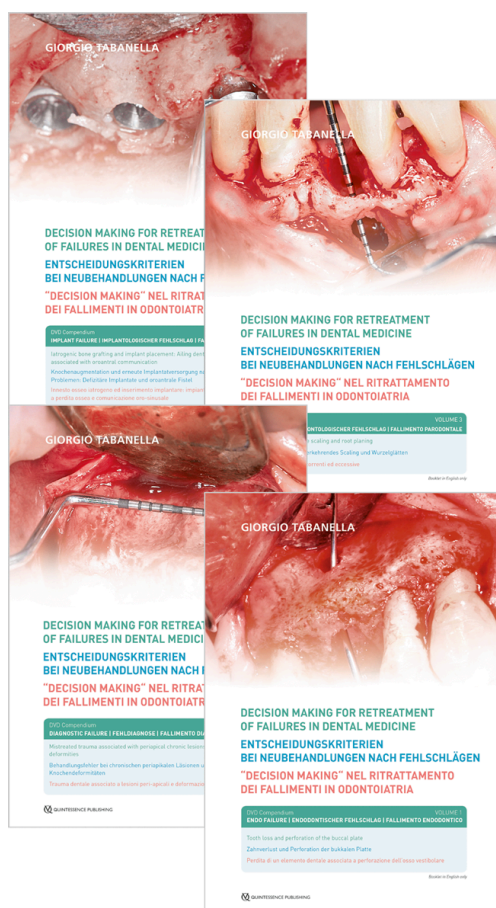 GIORGIO TABANELLA
DECISION MAKING FOR RETREAT
OF FAILURES IN DENTAL MEDICI
ENTSCHEIDUNGSKRITERIEN
BEI NEUBEHANDLUNGEN NACH F
"DECISION MAKING" NEL RITRAT
DEI FALLIMENTI IN ODONTOIATR
DVD Compendium
IMPLANT FAILURE | IMPLANTOLOGISCHER FEHLSCHLAG | FA
Iatrogenic bone grafting and implant placement: Ailing dent
associated with oroantral communication
Knochenaugmentation und erneute Implantatversorgung n
Problemen: Defizitäre Implantate und oroantrale Fistel
Innesto osseo iatrogeno ed inserimento implantare: impian
o perdita ossea e comunicazione oro-sinusale
GIORGIO TABANELLA
DECISION MAKING FOR RETREATMENT
OF FAILURES IN DENTAL MEDICINE
ENTSCHEIDUNGSKRITERIEN
BEI NEUBEHANDLUNGEN NACH FEHLSCHLÄGEN
"DECISION MAKING" NEL RITRATTAMENTO
DEI FALLIMENTI IN ODONTOIATRIA
VOLUME 3
ONTOLOGISCHER FEHLSCHLAG | FALLIMENTO PARODONTALE
scaling and root planing
rkehrendes Scaling und Wurzelglätten
ementi ed eccessive
Booklet in English only
GIORGIO TABANELLA
DECISION MAKING FOR RETREAT
OF FAILURES IN DENTAL MEDICI
ENTSCHEIDUNGSKRITERIEN
BEI NEUBEHANDLUNGEN NACH F
"DECISION MAKING" NEL RITRAT
DEI FALLIMENTI IN ODONTOIATR
DVD Compendium
DIAGNOSTIC FAILURE | FEHLDIAGNOSE | FALLIMENTO DIA
Mistreated trauma associated with periapical chronic lesion
deformities
Behandlungsfehler bei chronischen periapikalen Läsionen u
Knochendeformitäten
Trauma dentale associato a lesioni peri-apicali e deformazio
QUINTESSENCE PUBLISHING
GIORGIO TABANELLA
DECISION MAKING FOR RETREATMENT
OF FAILURES IN DENTAL MEDICINE
ENTSCHEIDUNGSKRITERIEN
BEI NEUBEHANDLUNGEN NACH FEHLSCHLÄGEN
"DECISION MAKING" NEL RITRATTAMENTO
DEI FALLIMENTI IN ODONTOIATRIA
DVD Compendium VOLUME 1
ENDO FAILURE | ENDODONTISCHER FEHLSCHLAG | FALLIMENTO ENDODONTICO
Tooth loss and perforation of the buccal plate
Zahnverlust und Perforation der bukkalen Platte
Perdita di un elemento dentale associata a perforazione dell'osso vestibolare
Booklet in English only
QUINTESSENCE PUBLISHING